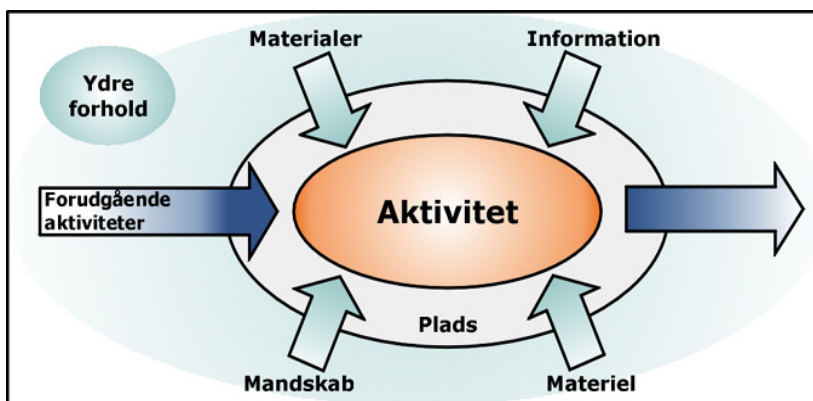 Materialer
Information
Ydre
forhold
Forudgående
aktiviteter
Aktivitet
Plads
Mandskab
Materiel